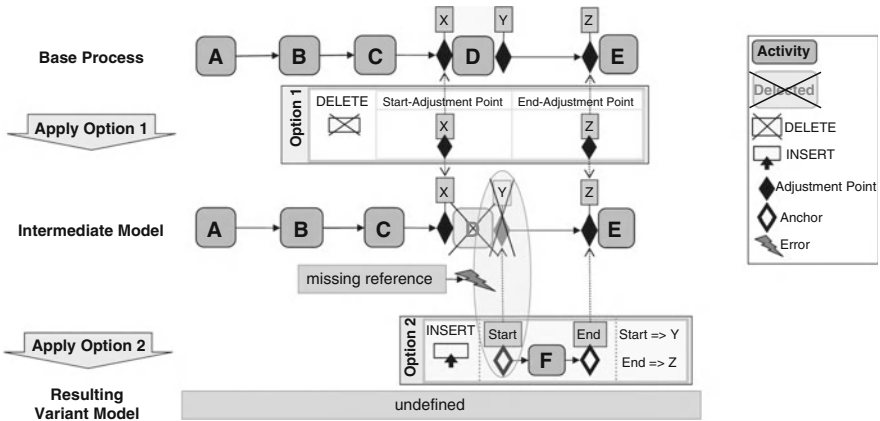 X Y Z
Base Process A B C D E
Option 1
DELETE Start-Adjustment Point End-Adjustment Point
X Z
Apply Option 1
X Y Z
Intermediate Model A B C D E
missing reference
Option 2
INSERT Start End Start => Y
F
End => Z
Apply Option 2
Resulting
Variant Model
undefined
Activity
Deleted
DELETE
INSERT
Adjustment Point
Anchor
Error